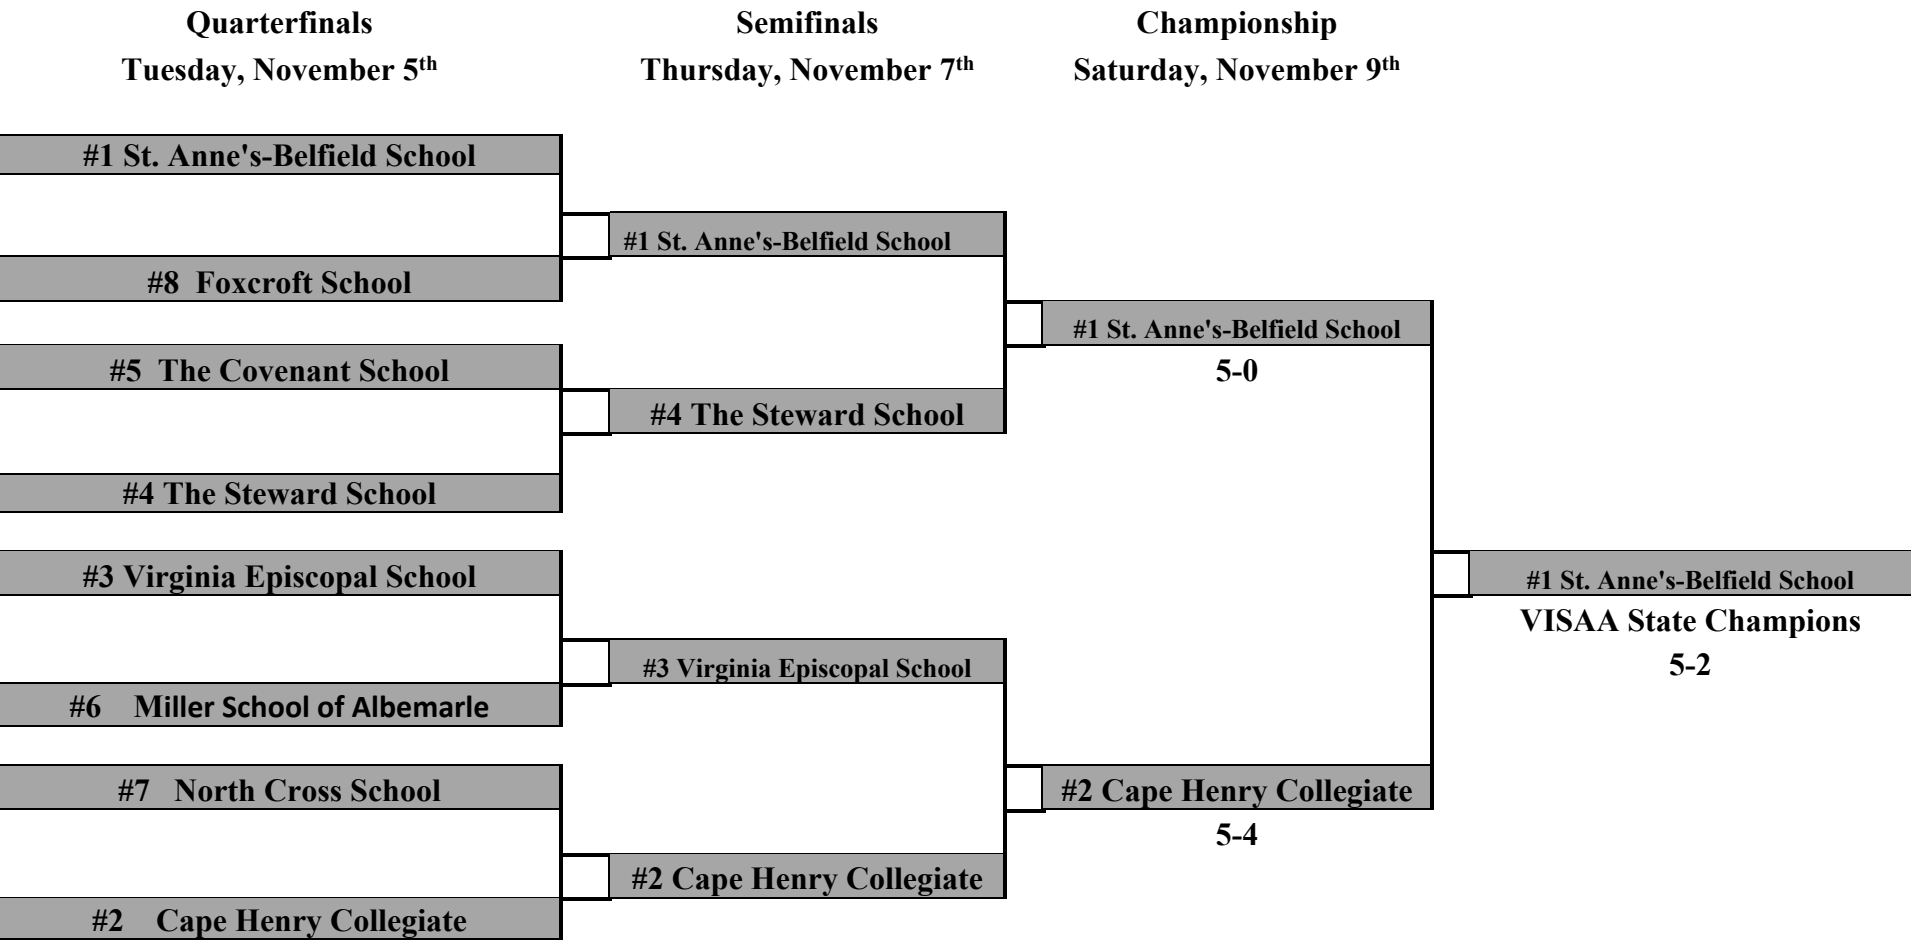 Quarterfinals
Tuesday, November 5th
Semifinals
Thursday, November 7th
Championship
Saturday, November 9th
#1 St. Anne's-Belfield School
#8 Foxcroft School
#5 The Covenant School
#4 The Steward School
#3 Virginia Episcopal School
#6 Miller School of Albemarle
#7 North Cross School
#2 Cape Henry Collegiate
#1 St. Anne's-Belfield School
#4 The Steward School
#3 Virginia Episcopal School
#2 Cape Henry Collegiate
#1 St. Anne's-Belfield School
5-0
#2 Cape Henry Collegiate
5-4
#1 St. Anne's-Belfield School
VISAA State Champions
5-2